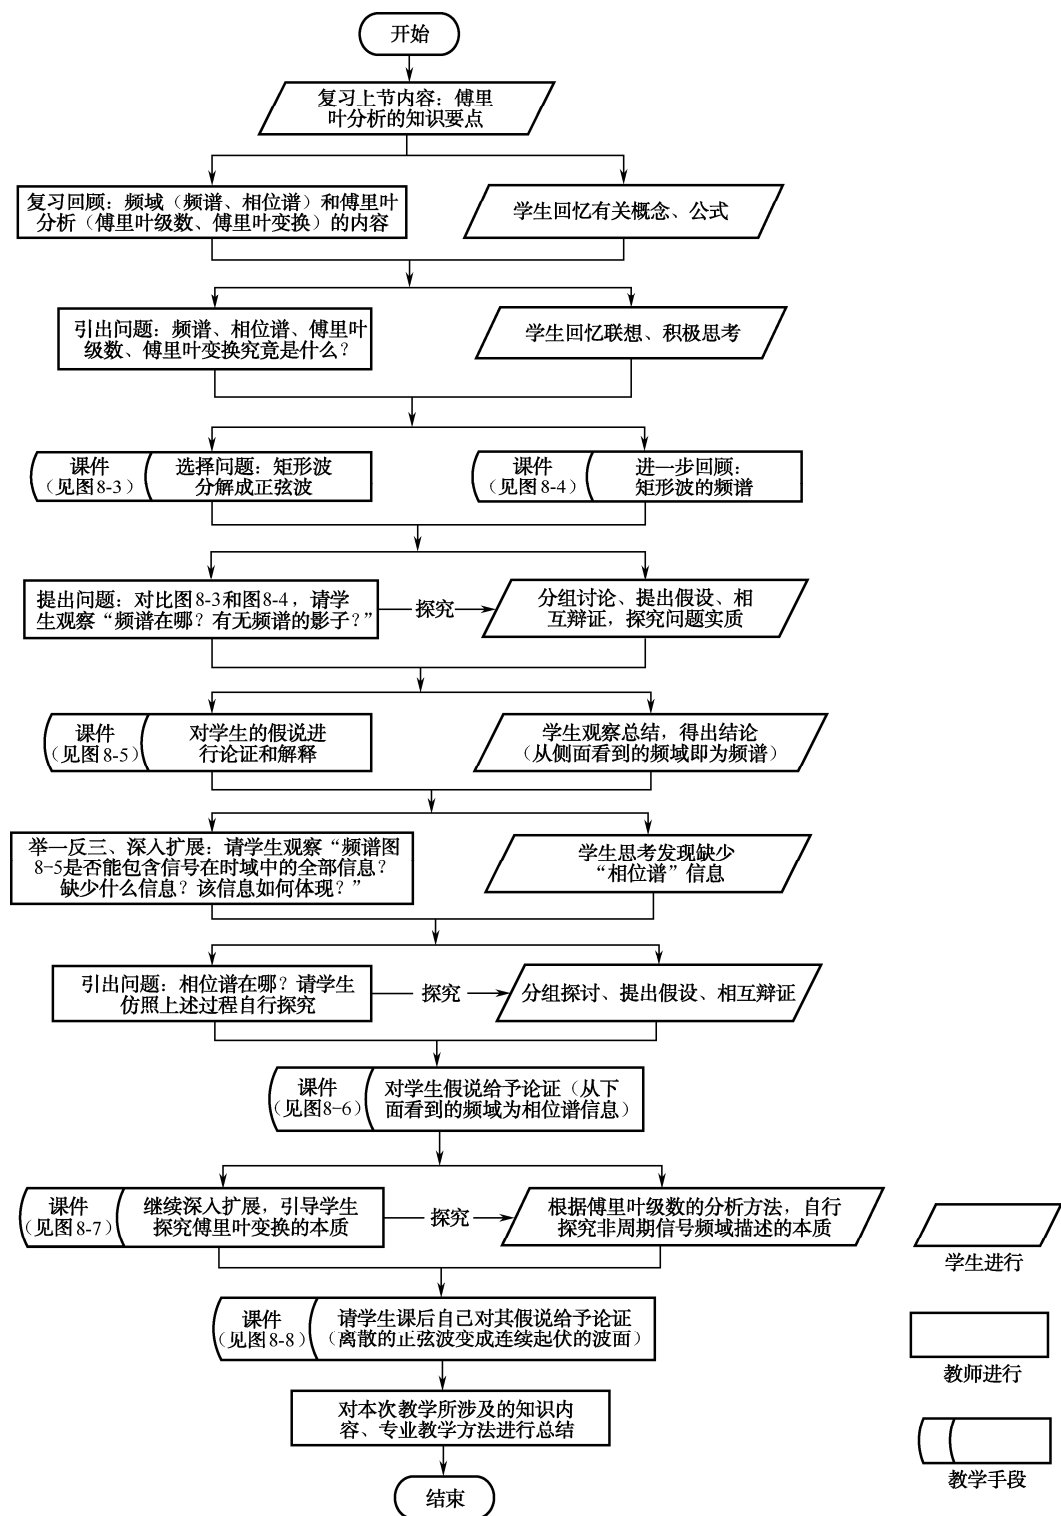 开始
复习上节内容：傅里
叶分析的知识要点
复习回顾：频域（频谱、相位谱）和傅里叶
分析（傅里叶级数、傅里叶变换）的内容
学生回忆有关概念、公式
引出问题：频谱、相位谱、傅里叶
级数、傅里叶变换究竟是什么？
学生回忆联想、积极思考
课件
（见图8-3）
选择问题：矩形波
分解成正弦波
课件
（见图8-4）
进一步回顾：
矩形波的频谱
提出问题：对比图8-3和图8-4，请学
生观察“频谱在哪？有无频谱的影子？”
探究
分组讨论、提出假设、相
互辩证，探究问题实质
课件
（见图8-5）
对学生的假说进
行论证和解释
学生观察总结，得出结论
（从侧面看到的频域即为频谱）
举一反三、深入扩展：请学生观察“频谱图
8-5是否能包含信号在时域中的全部信息？
缺少什么信息？该信息如何体现？”
学生思考发现缺少
“相位谱”信息
引出问题：相位谱在哪？请学生
仿照上述过程自行探究
探究
分组探讨、提出假设、相互辩证
课件
（见图8-6）
对学生假说给予论证（从下
面看到的频域为相位谱信息）
课件
（见图8-7）
继续深入扩展，引导学生
探究傅里叶变换的本质
探究
根据傅里叶级数的分析方法，自行
探究非周期信号频域描述的本质
学生进行
课件
（见图8-8）
请学生课后自己对其假说给予论证
（离散的正弦波变成连续起伏的波面）
教师进行
对本次教学所涉及的知识内
容、专业教学方法进行总结
教学手段
结束